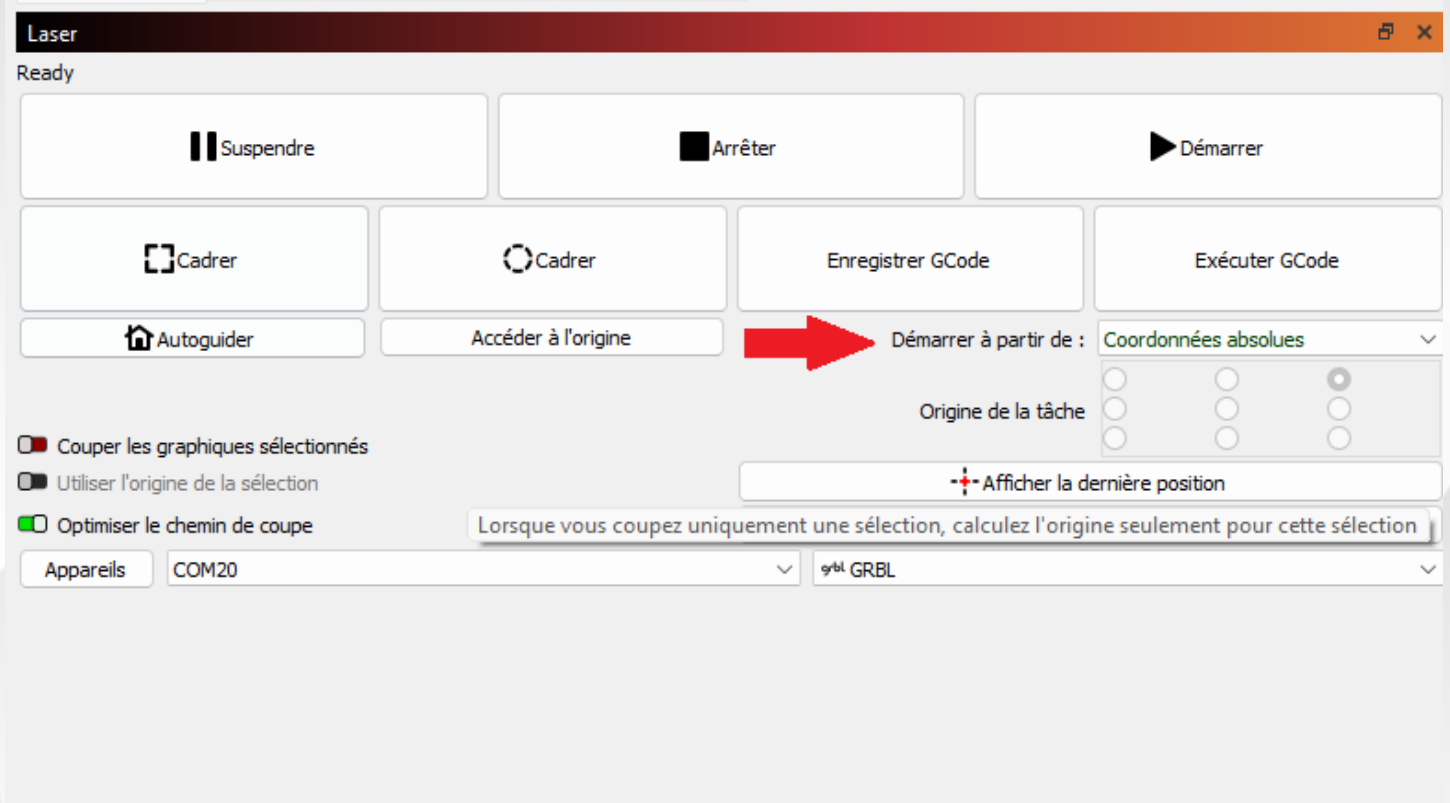 Laser
Ready
Suspendre
Arrêter
Démarrer
Cadrer
Cadrer
Enregistrer GCode
Exécuter GCode
Autoguider
Accéder à l'origine
Démarrer à partir de :
Coordonnées absolues
Origine de la tâche
Couper les graphiques sélectionnés
Utiliser l'origine de la sélection
Afficher la dernière position
Optimiser le chemin de coupe
Lorsque vous coupez uniquement une sélection, calculez l'origine seulement pour cette sélection
Appareils
COM20
grbl GRBL